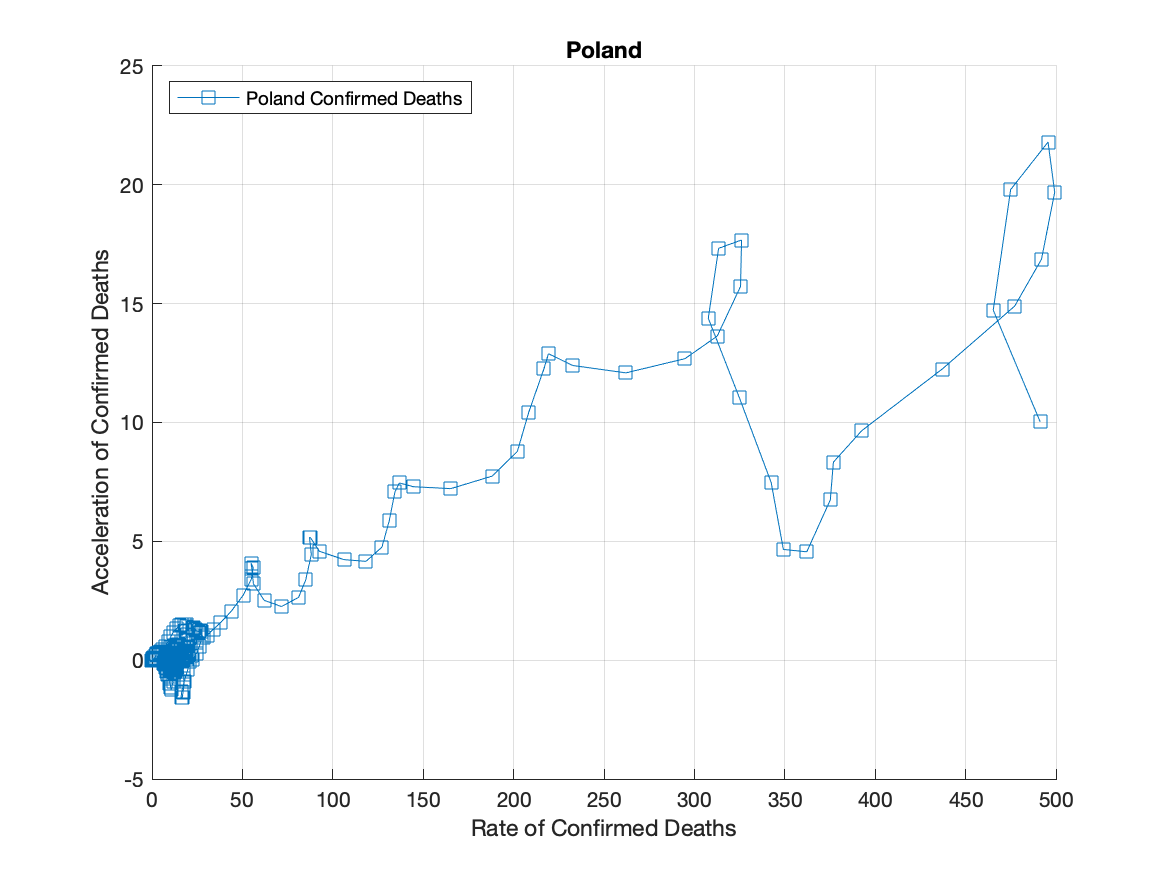 Poland
25
Poland Confirmed Deaths
20
15
10
5
0
-5
Acceleration of Confirmed Deaths
0 50 100 150 200 250 300 350 400 450 500
Rate of Confirmed Deaths